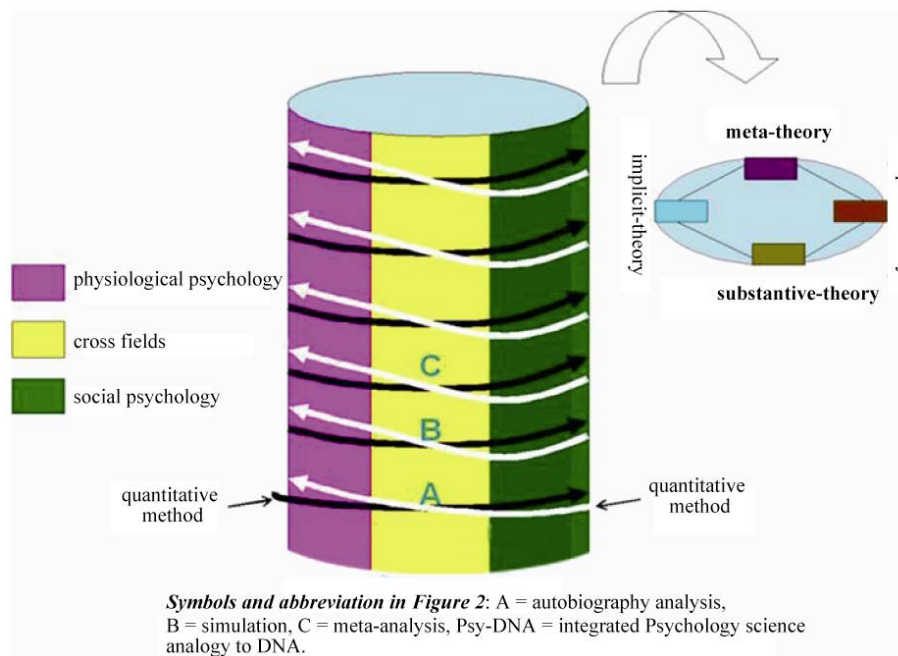 meta-theory
implicit-theory
substantive-theory
physiological psychology
cross fields
social psychology
C
B
A
quantitative
method
quantitative
method
Symbols and abbreviation in Figure 2: A = autobiography analysis,
B = simulation, C = meta-analysis, Psy-DNA = integrated Psychology science
analogy to DNA.